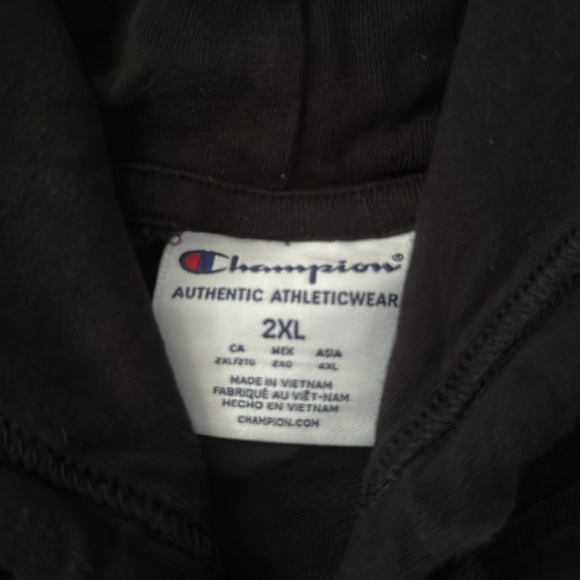 Champion®
AUTHENTIC ATHLETICWEAR
2XL
CA MEX ASIA
2XL/2TG 2XG 4XL
MADE IN VIETNAM
FABRIQUÉ AU VIÊT-NAM
HECHO EN VIETNAM
CHAMPION.COM